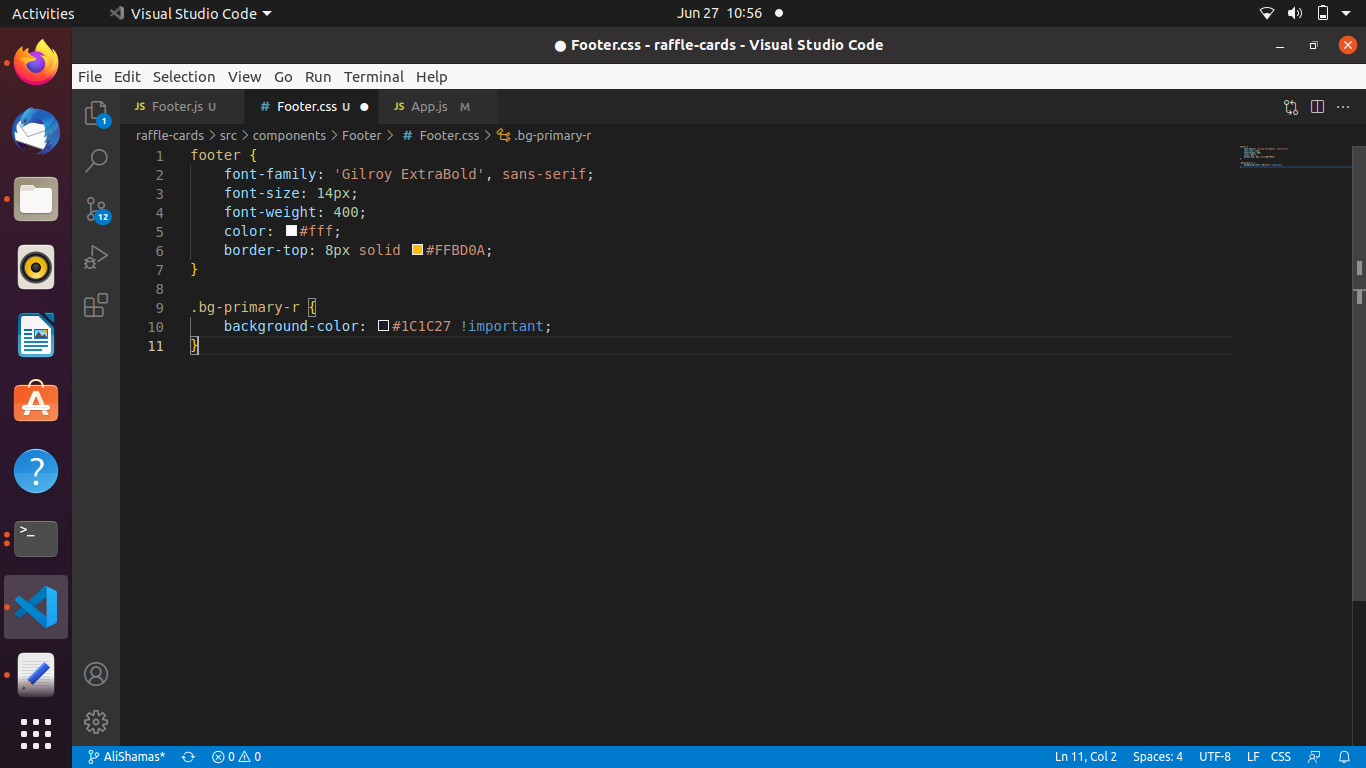 Activities
Visual Studio Code
Jun 27 10:56
Footer.css - raffle-cards - Visual Studio Code
File Edit Selection View Go Run Terminal Help
JS Footer.js U
# Footer.css U
JS App.js M
raffle-cards > src > components > Footer > # Footer.css > .bg-primary-r
1 footer {
2 font-family: 'Gilroy ExtraBold', sans-serif;
3 font-size: 14px;
4 font-weight: 400;
5 color: #fff;
6 border-top: 8px solid #FFBD0A;
7 }
8
9 .bg-primary-r {
10 background-color: #1C1C27 !important;
11 }
1
12
?
>_
AliShamas*
0 0
Ln 11, Col 2
Spaces: 4
UTF-8
LF
CSS